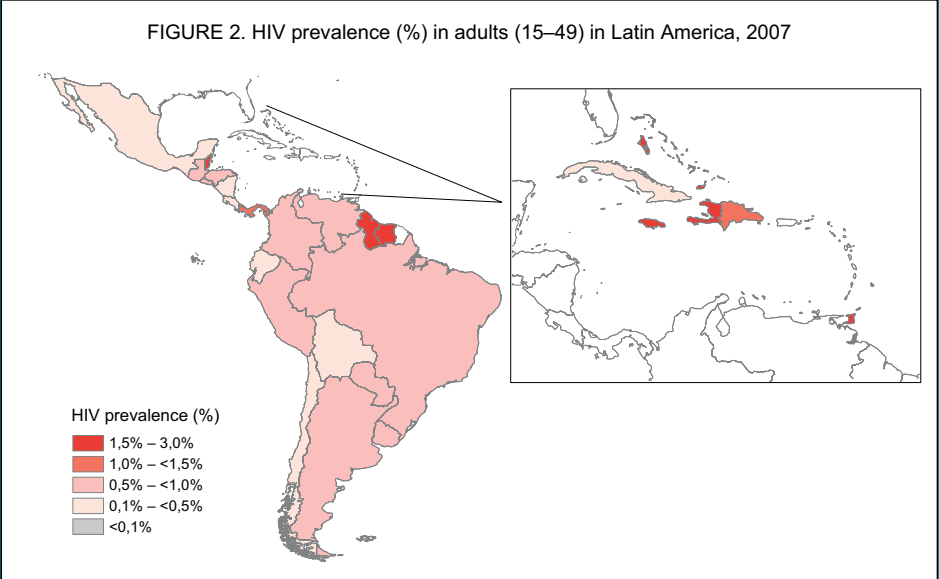 FIGURE 2. HIV prevalence (%) in adults (15–49) in Latin America, 2007
HIV prevalence (%)
1,5% – 3,0%
1,0% – <1,5%
0,5% – <1,0%
0,1% – <0,5%
<0,1%